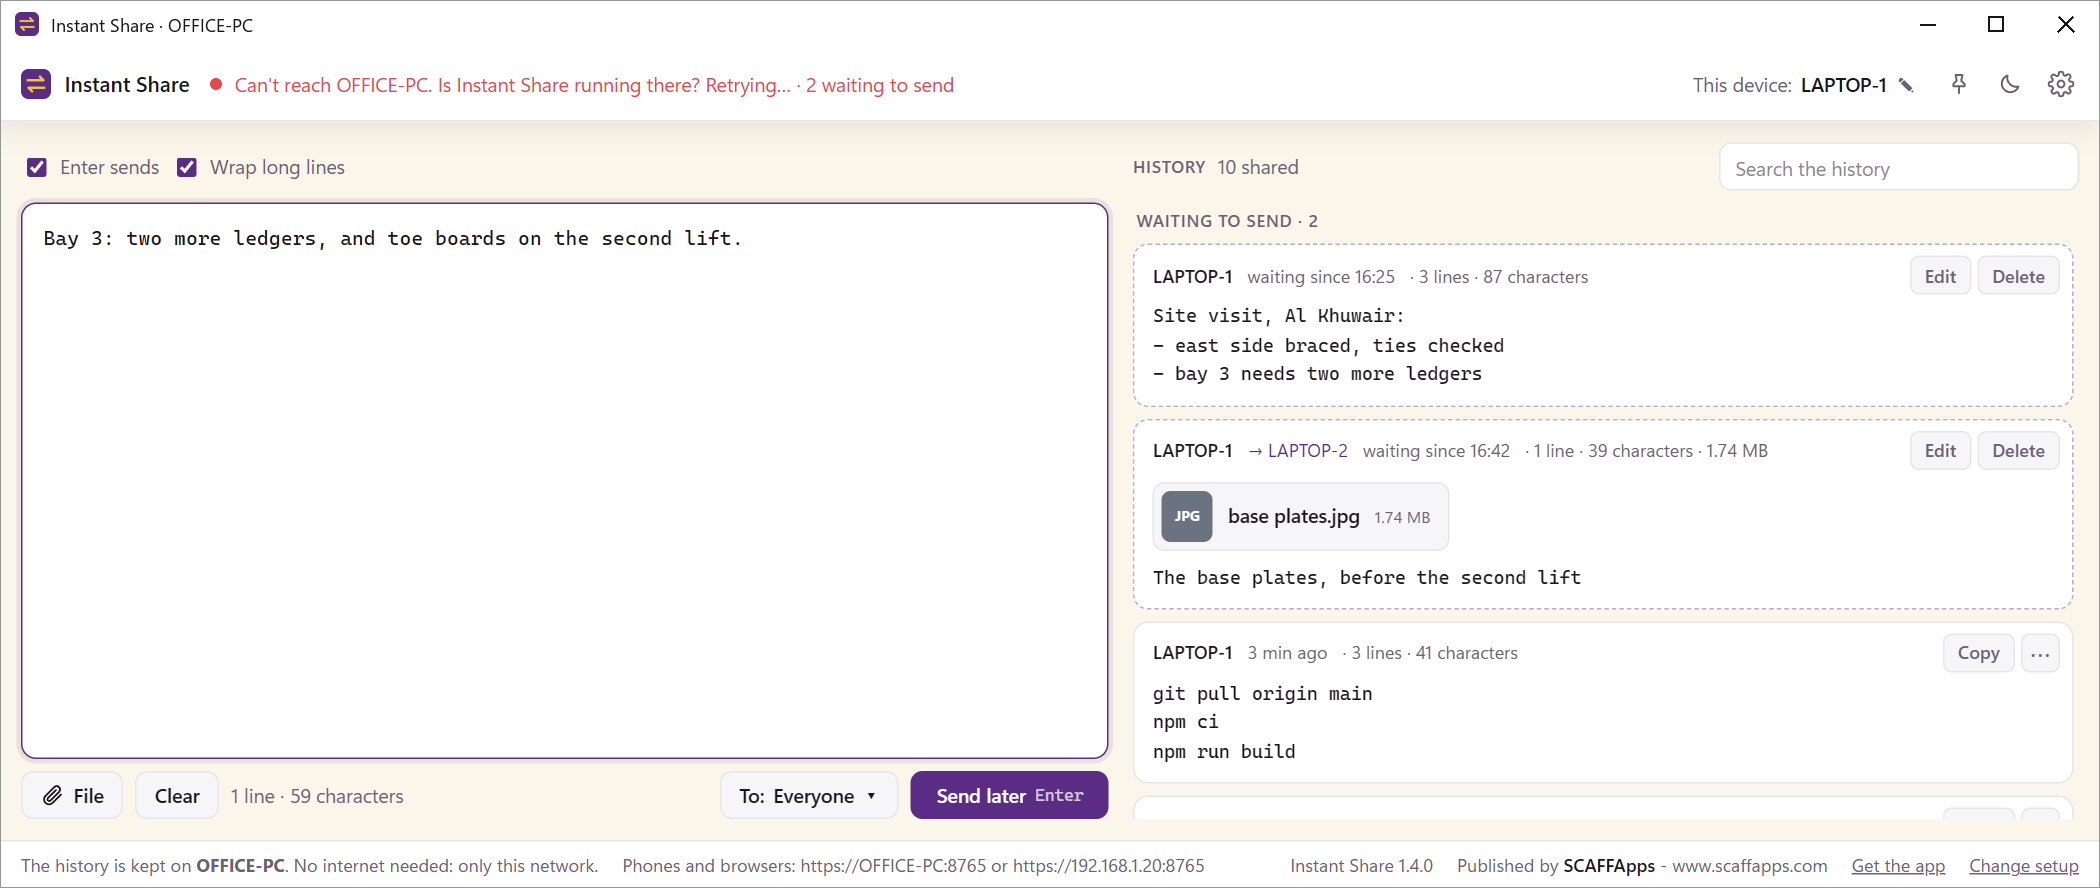 Instant Share · OFFICE-PC
Instant Share
Can't reach OFFICE-PC. Is Instant Share running there? Retrying... · 2 waiting to send
This device: LAPTOP-1
Enter sends
Wrap long lines
Bay 3: two more ledgers, and toe boards on the second lift.
File
Clear
1 line · 59 characters
To: Everyone
Send later Enter
HISTORY 10 shared
Search the history
WAITING TO SEND · 2
LAPTOP-1 waiting since 16:25 · 3 lines · 87 characters
Edit
Delete
Site visit, Al Khuwair:
- east side braced, ties checked
- bay 3 needs two more ledgers
LAPTOP-1 → LAPTOP-2 waiting since 16:42 · 1 line · 39 characters · 1.74 MB
Edit
Delete
JPG base plates.jpg 1.74 MB
The base plates, before the second lift
LAPTOP-1 3 min ago · 3 lines · 41 characters
Copy
...
git pull origin main
npm ci
npm run build
The history is kept on OFFICE-PC. No internet needed: only this network.
Phones and browsers: https://OFFICE-PC:8765 or https://192.168.1.20:8765
Instant Share 1.4.0
Published by SCAFFApps - www.scaffapps.com
Get the app
Change setup